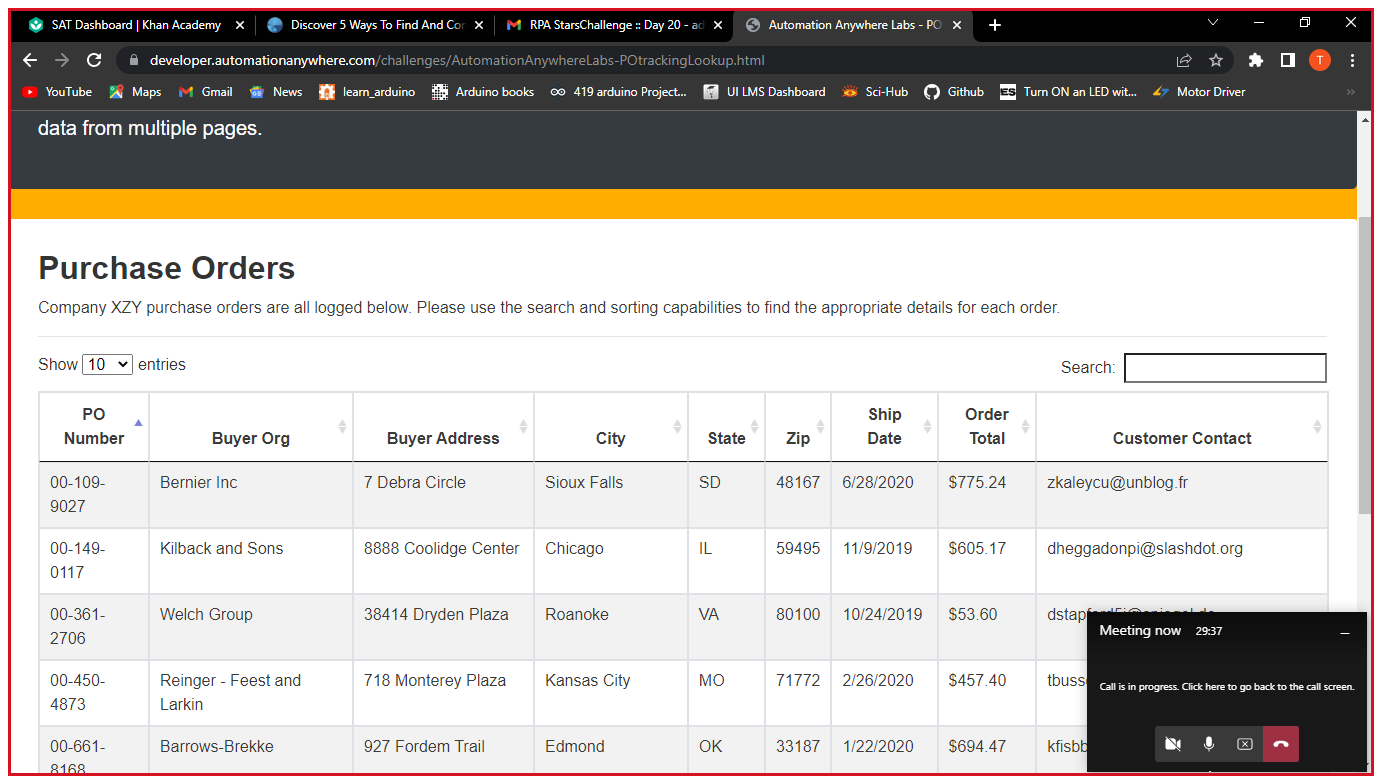 SAT Dashboard | Khan Academy
Discover 5 Ways To Find And Cor
RPA StarsChallenge :: Day 20 - ad
Automation Anywhere Labs - PO
developer.automationanywhere.com/challenges/AutomationAnywhereLabs-POtrackingLookup.html
T
YouTube
Maps
Gmail
News
learn_arduino
Arduino books
419 arduino Project...
UI LMS Dashboard
Sci-Hub
Github
ES
Turn ON an LED wit...
Motor Driver
data from multiple pages.
Purchase Orders
Company XZY purchase orders are all logged below. Please use the search and sorting capabilities to find the appropriate details for each order.
Show 10 entries
Search:
PO Number Buyer Org Buyer Address City State Zip Ship Date Order Total Customer Contact
00-109-9027 Bernier Inc 7 Debra Circle Sioux Falls SD 48167 6/28/2020 $775.24 zkaleycu@unblog.fr
00-149-0117 Kilback and Sons 8888 Coolidge Center Chicago IL 59495 11/9/2019 $605.17 dheggadonpi@slashdot.org
00-361-2706 Welch Group 38414 Dryden Plaza Roanoke VA 80100 10/24/2019 $53.60
00-450-4873 Reinger - Feest and Larkin 718 Monterey Plaza Kansas City MO 71772 2/26/2020 $457.40
00-661-8168 Barrows-Brekke 927 Fordem Trail Edmond OK 33187 1/22/2020 $694.47
Meeting now 29:37
Call is in progress. Click here to go back to the call screen.